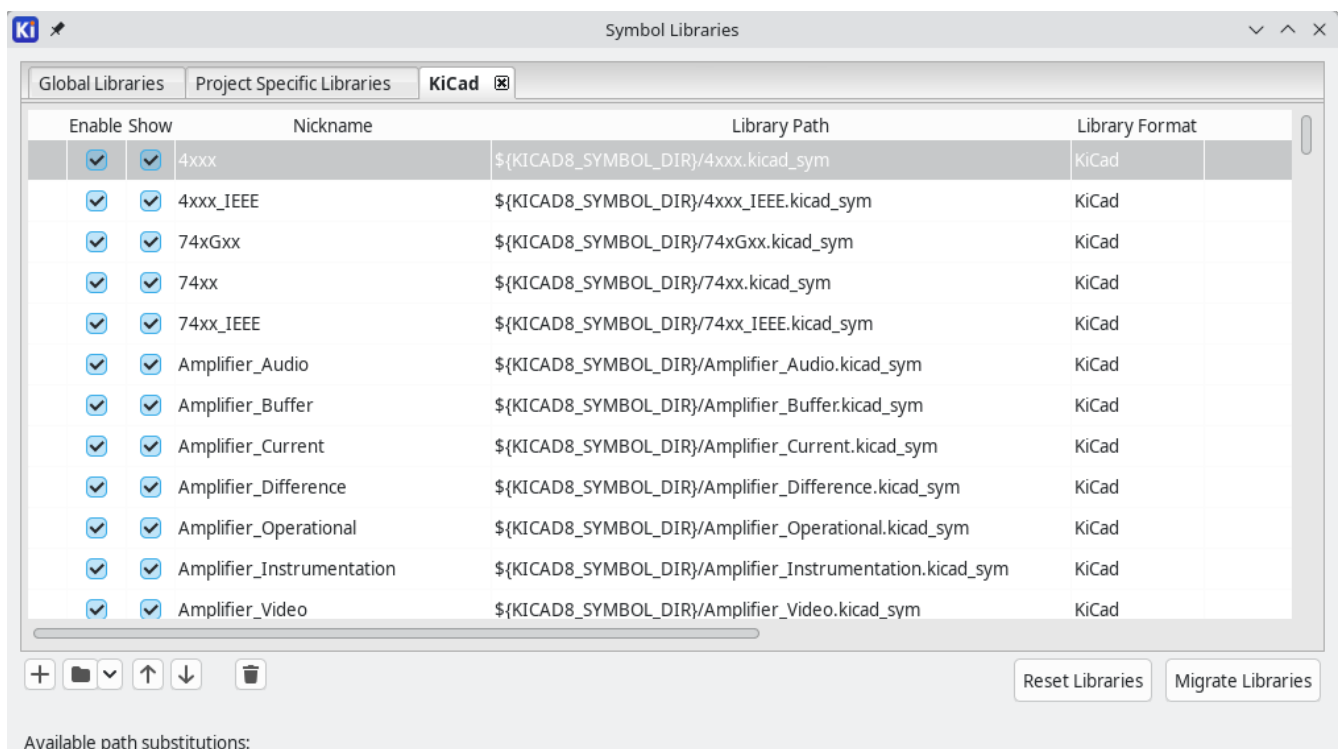 Ki Symbol Libraries
Global Libraries Project Specific Libraries KiCad
Enable Show Nickname Library Path Library Format
4xxx ${KICAD8_SYMBOL_DIR}/4xxx.kicad_sym KiCad
4xxx_IEEE ${KICAD8_SYMBOL_DIR}/4xxx_IEEE.kicad_sym KiCad
74xGxx ${KICAD8_SYMBOL_DIR}/74xGxx.kicad_sym KiCad
74xx ${KICAD8_SYMBOL_DIR}/74xx.kicad_sym KiCad
74xx_IEEE ${KICAD8_SYMBOL_DIR}/74xx_IEEE.kicad_sym KiCad
Amplifier_Audio ${KICAD8_SYMBOL_DIR}/Amplifier_Audio.kicad_sym KiCad
Amplifier_Buffer ${KICAD8_SYMBOL_DIR}/Amplifier_Buffer.kicad_sym KiCad
Amplifier_Current ${KICAD8_SYMBOL_DIR}/Amplifier_Current.kicad_sym KiCad
Amplifier_Difference ${KICAD8_SYMBOL_DIR}/Amplifier_Difference.kicad_sym KiCad
Amplifier_Operational ${KICAD8_SYMBOL_DIR}/Amplifier_Operational.kicad_sym KiCad
Amplifier_Instrumentation ${KICAD8_SYMBOL_DIR}/Amplifier_Instrumentation.kicad_sym KiCad
Amplifier_Video ${KICAD8_SYMBOL_DIR}/Amplifier_Video.kicad_sym KiCad
Reset Libraries Migrate Libraries
Available path substitutions: